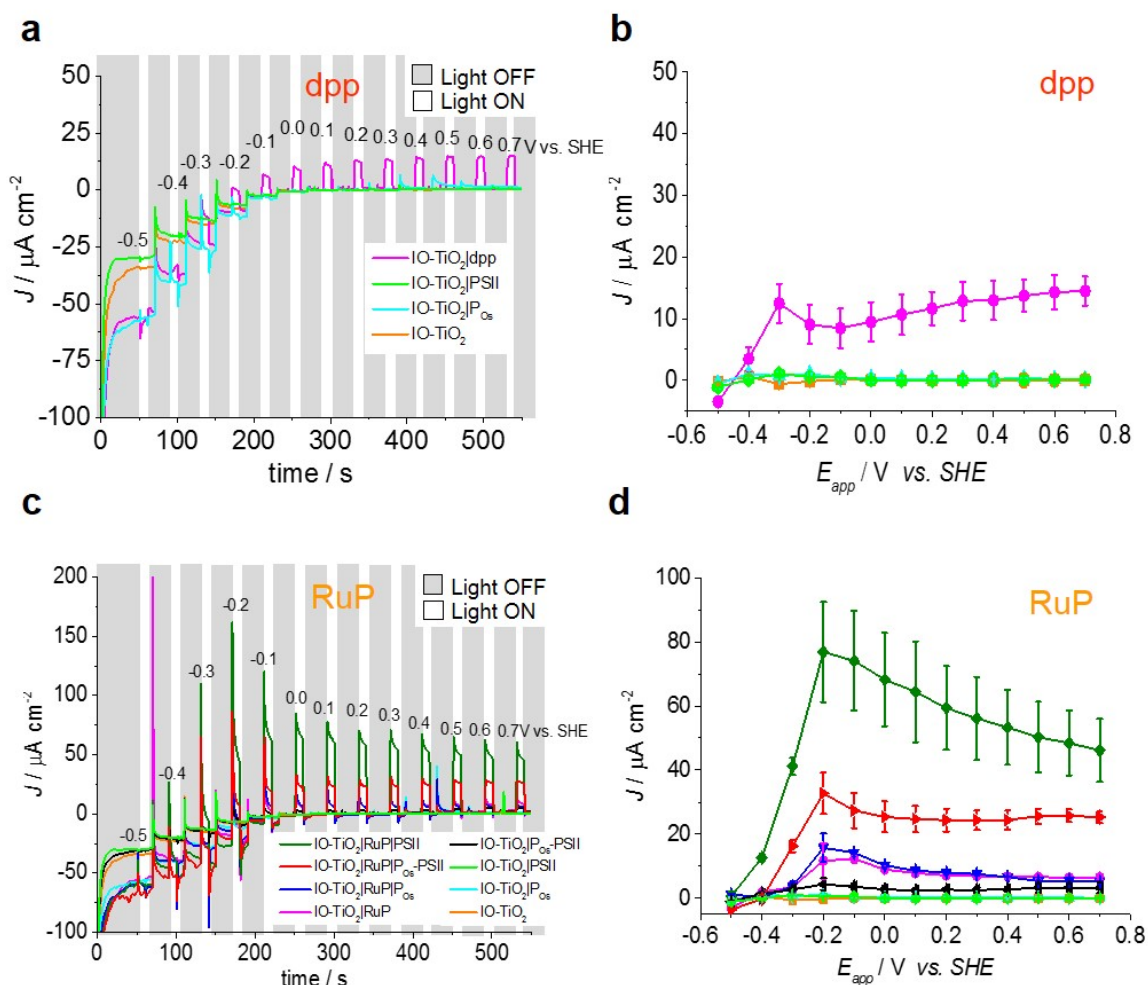 a
dpp
Light OFF
Light ON
J / μA cm⁻²
50
25
0
-25
-50
-75
-100
-0.5
-0.4
-0.3
-0.2
-0.1
0.0
0.1
0.2
0.3
0.4
0.5
0.6
0.7V vs. SHE
IO-TiO₂|dpp
IO-TiO₂|PSII
IO-TiO₂|P_Os
IO-TiO₂
0 100 200 300 400 500
time / s
b
dpp
J / μA cm⁻²
50
40
30
20
10
0
-0.6 -0.4 -0.2 0.0 0.2 0.4 0.6 0.8
E_app / V vs. SHE
c
RuP
Light OFF
Light ON
J / μA cm⁻²
200
150
100
50
0
-50
-100
-0.5
-0.4
-0.3
-0.2
-0.1
0.0
0.1
0.2
0.3
0.4
0.5
0.6
0.7V vs. SHE
IO-TiO₂|RuP|PSII
IO-TiO₂|RuP|P_Os-PSII
IO-TiO₂|RuP|P_Os
IO-TiO₂|RuP
IO-TiO₂|P_Os-PSII
IO-TiO₂|PSII
IO-TiO₂|P_Os
IO-TiO₂
0 100 200 300 400 500
time / s
d
RuP
J / μA cm⁻²
100
80
60
40
20
0
-0.6 -0.4 -0.2 0.0 0.2 0.4 0.6 0.8
E_app / V vs. SHE